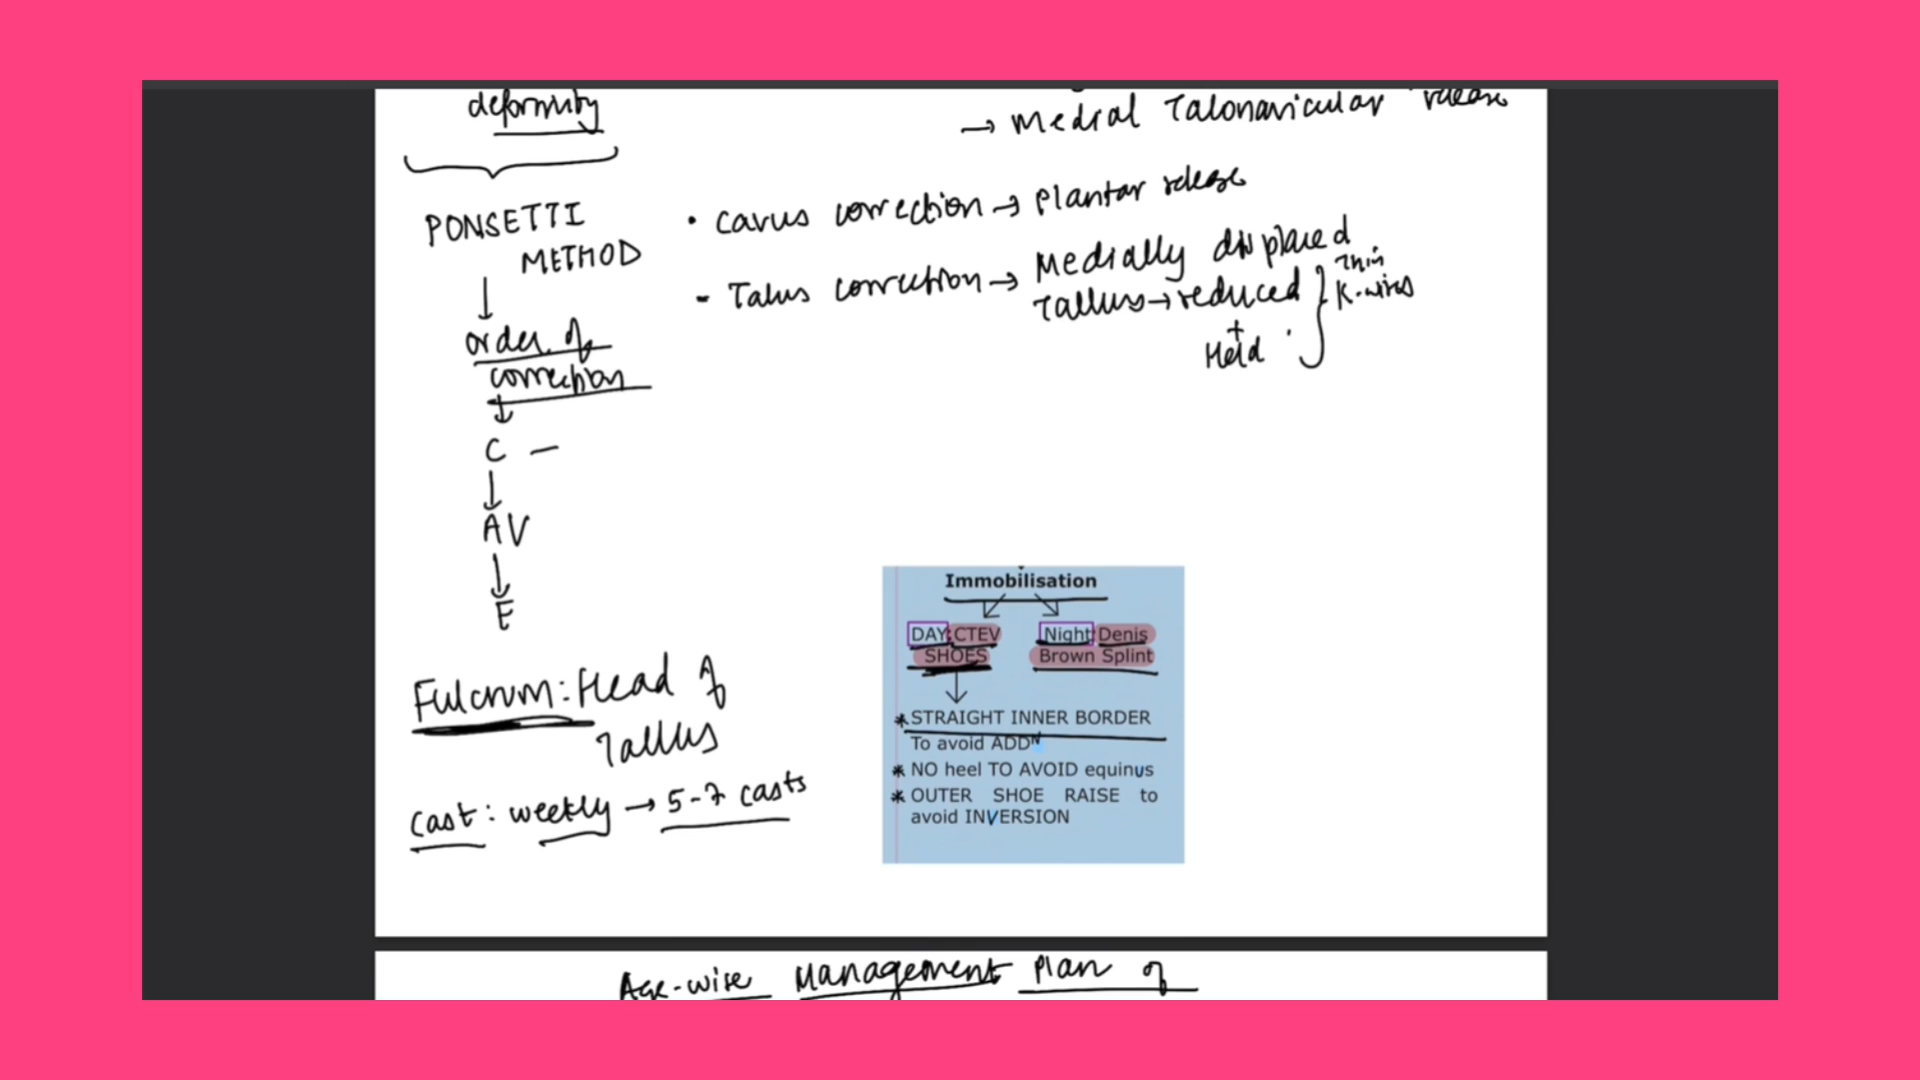 deformity
→ Medial Talonavicular release
PONSETTI
METHOD
• Cavus correction → Plantar release
- Talus correction → Medially displaced
Tallus → reduced
+
Held
Thin
K-wires
order of
correction
↓
C —
↓
AV
↓
E
Fulcrum: Head of
Tallus
Cast: weekly → 5-7 casts
Immobilisation
DAY:CTEV
SHOES
Night:Denis
Brown Splint
* STRAIGHT INNER BORDER
To avoid ADDN
* NO heel TO AVOID equinus
* OUTER SHOE RAISE to
avoid INVERSION
Age-wise Management Plan of